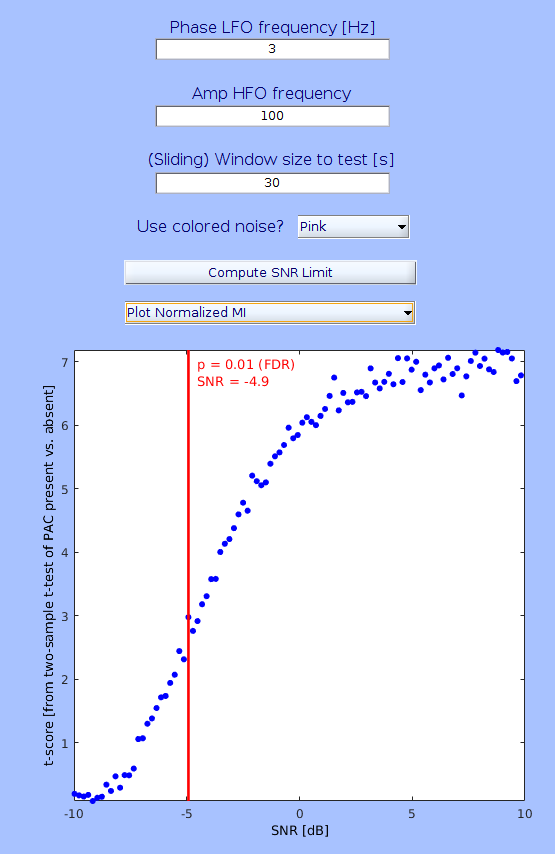 Phase LFO frequency [Hz]
3
Amp HFO frequency
100
(Sliding) Window size to test [s]
30
Use colored noise? Pink
Compute SNR Limit
Plot Normalized MI
p = 0.01 (FDR)
SNR = -4.9
t-score [from two-sample t-test of PAC present vs. absent]
7
6
5
4
3
2
1
-10 -5 0 5 10
SNR [dB]